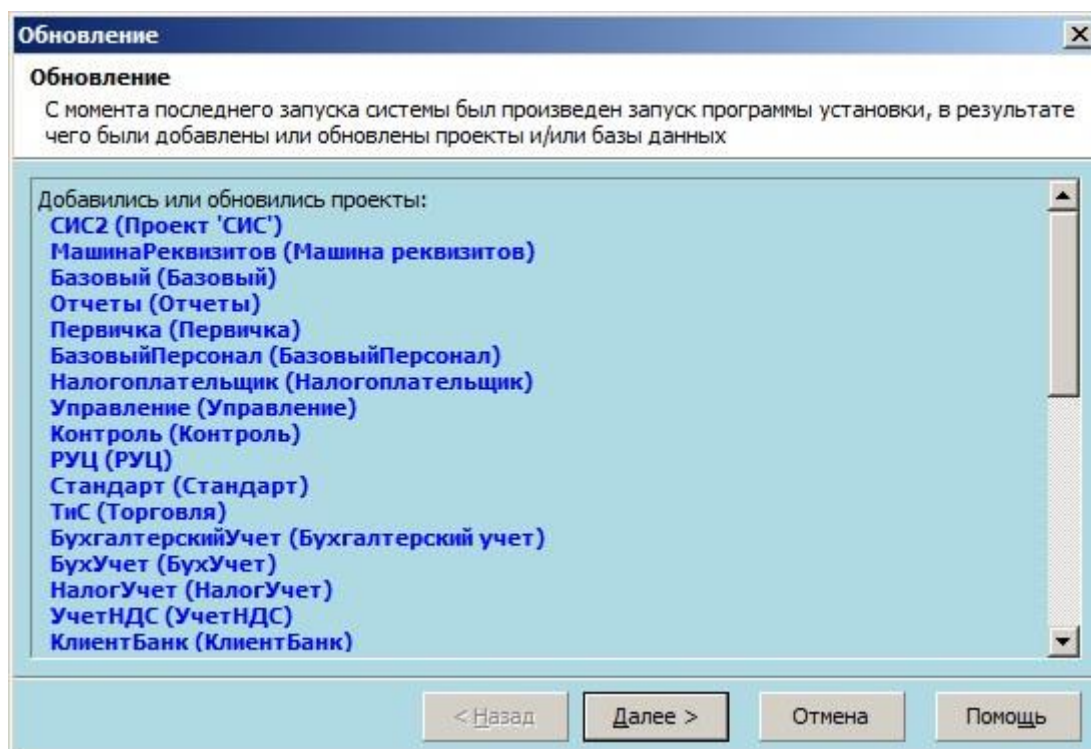 Обновление
Обновление
С момента последнего запуска системы был произведен запуск программы установки, в результате
чего были добавлены или обновлены проекты и/или базы данных
Добавились или обновились проекты:
СИС2 (Проект 'СИС')
МашинаРеквизитов (Машина реквизитов)
Базовый (Базовый)
Отчеты (Отчеты)
Первичка (Первичка)
БазовыйПерсонал (БазовыйПерсонал)
Налогоплательщик (Налогоплательщик)
Управление (Управление)
Контроль (Контроль)
РУЦ (РУЦ)
Стандарт (Стандарт)
ТиС (Торговля)
БухгалтерскийУчет (Бухгалтерский учет)
БухУчет (БухУчет)
НалогУчет (НалогУчет)
УчетНДС (УчетНДС)
КлиентБанк (КлиентБанк)
< Назад Далее > Отмена Помощь